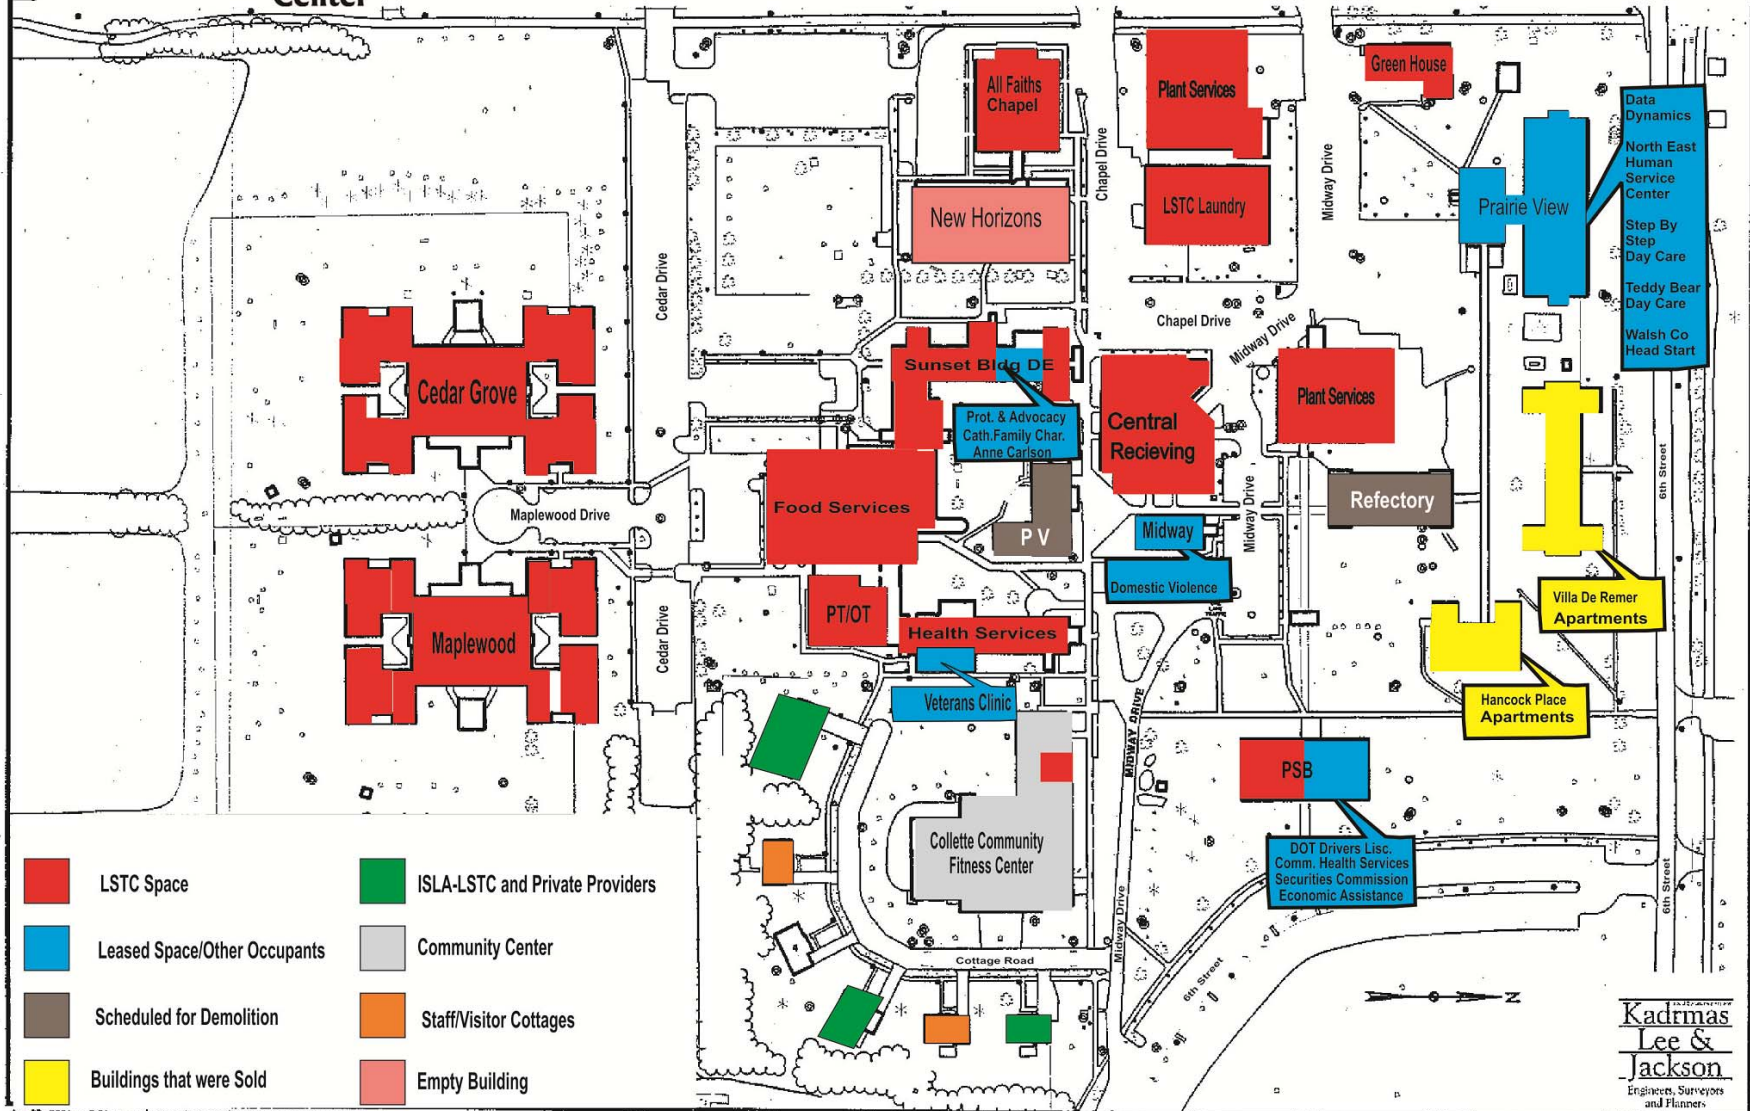 Center
All Faiths
Chapel
Plant Services
Green House
Data
Dynamics
North East
Human
Service
Center
Step By
Step
Day Care
Teddy Bear
Day Care
Walsh Co
Head Start
Chapel Drive
Midway Drive
LSTC Laundry
Prairie View
New Horizons
Cedar Drive
Chapel Drive
Midway Drive
Sunset Bldg DE
Cedar Grove
Prot. & Advocacy
Cath.Family Char.
Anne Carlson
Central
Recieving
Plant Services
6th Street
Food Services
Maplewood Drive
P V
Midway
Midway Drive
Refectory
Domestic Violence
Villa De Remer
Apartments
PT/OT
Health Services
Maplewood
Cedar Drive
Veterans Clinic
Hancock Place
Apartments
MIDWAY DRIVE
PSB
Collette Community
Fitness Center
DOT Drivers Lisc.
Comm. Health Services
Securities Commission
Economic Assistance
6th Street
Midway Drive
4
Cottage Road
6th Street
N
LSTC Space
ISLA-LSTC and Private Providers
Leased Space/Other Occupants
Community Center
Scheduled for Demolition
Staff/Visitor Cottages
Buildings that were Sold
Empty Building
Kadrmas
Lee &
Jackson
Engineers, Surveyors
and Planners